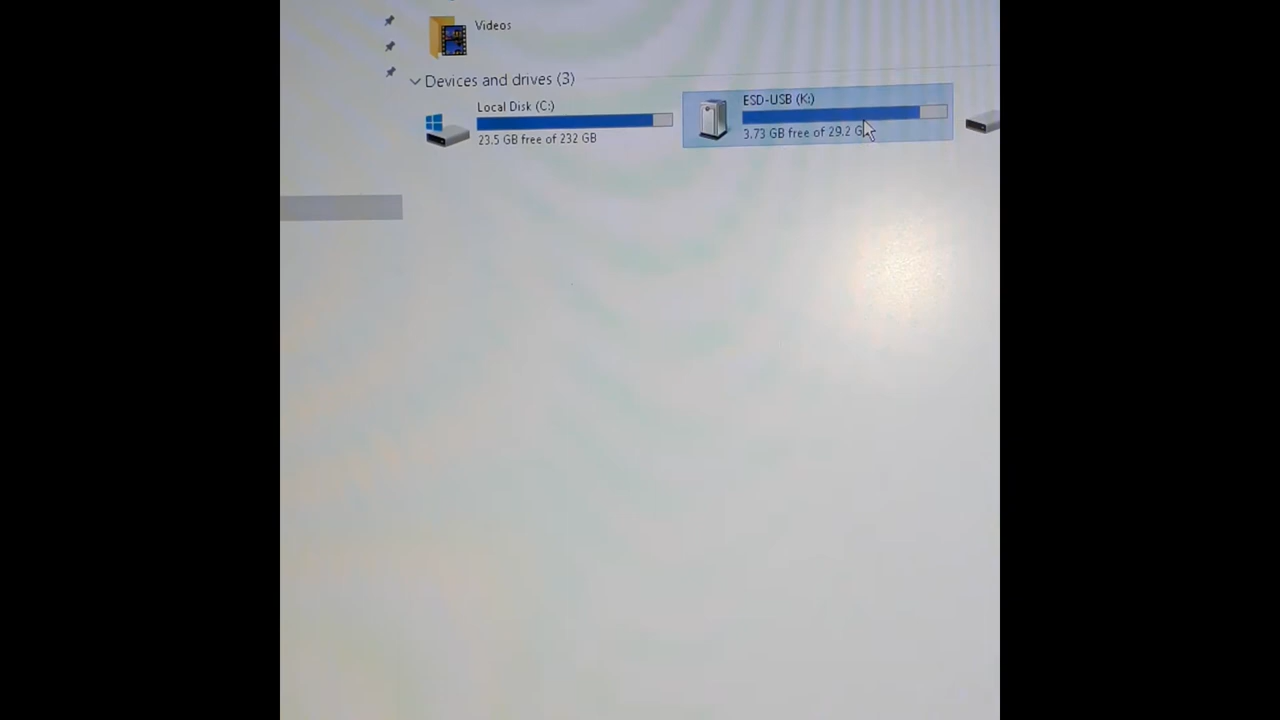 Videos
Devices and drives (3)
Local Disk (C:)
23.5 GB free of 232 GB
ESD-USB (K:)
3.73 GB free of 29.2 G